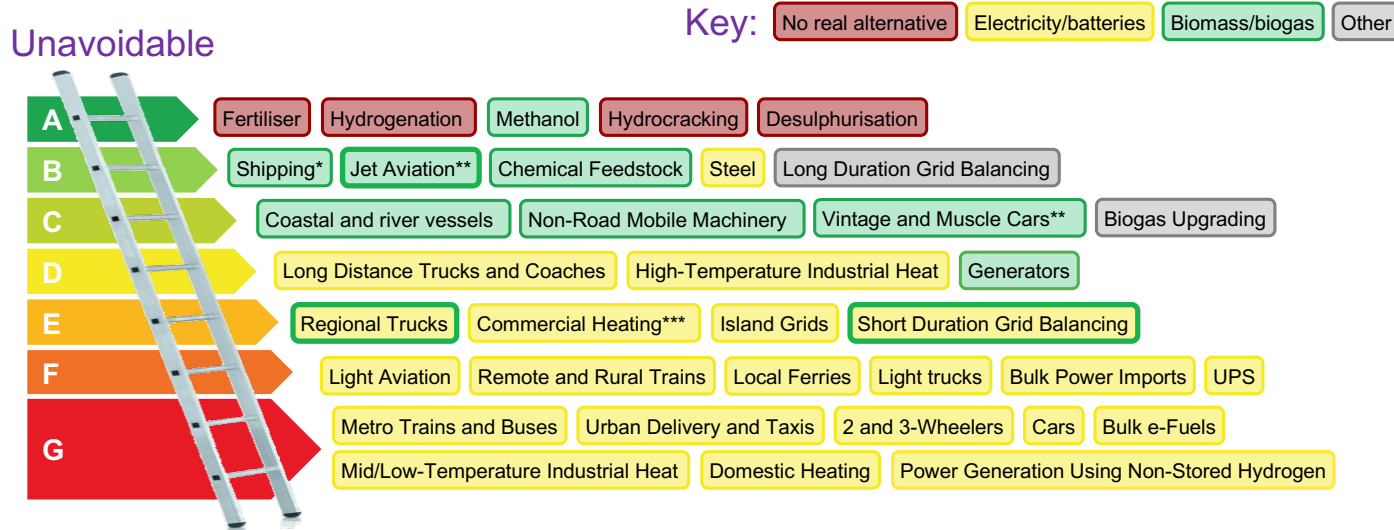 Key: No real alternative Electricity/batteries Biomass/biogas Other
Unavoidable
A Fertiliser Hydrogenation Methanol Hydrocracking Desulphurisation
B Shipping* Jet Aviation** Chemical Feedstock Steel Long Duration Grid Balancing
C Coastal and river vessels Non-Road Mobile Machinery Vintage and Muscle Cars** Biogas Upgrading
D Long Distance Trucks and Coaches High-Temperature Industrial Heat Generators
E Regional Trucks Commercial Heating*** Island Grids Short Duration Grid Balancing
F Light Aviation Remote and Rural Trains Local Ferries Light trucks Bulk Power Imports UPS
G Metro Trains and Buses Urban Delivery and Taxis 2 and 3-Wheelers Cars Bulk e-Fuels
Mid/Low-Temperature Industrial Heat Domestic Heating Power Generation Using Non-Stored Hydrogen